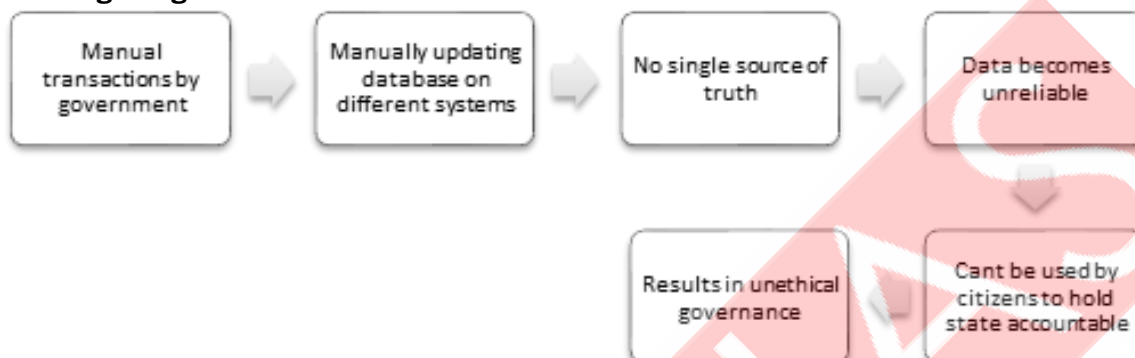 Manual
transactions by
government
Manually updating
database on
different systems
No single source of
truth
Data becomes
unreliable
Cant be used by
citizens to hold
state accountable
Results in unethical
governance